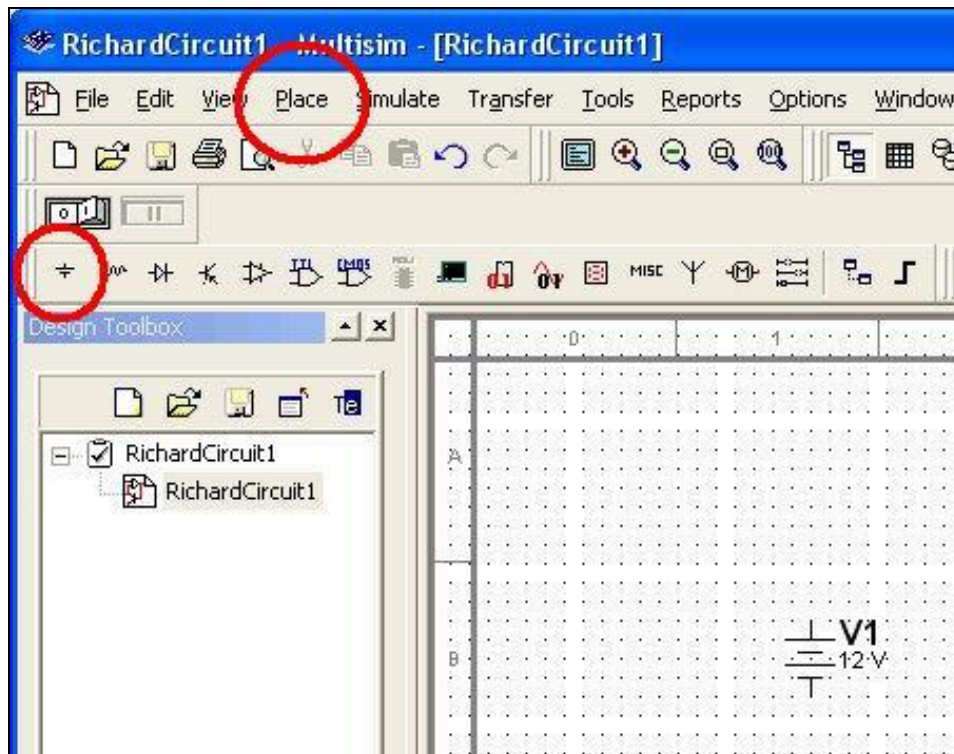 RichardCircuit1 - Multisim - [RichardCircuit1]
File Edit View Place Simulate Transfer Tools Reports Options Window
TTL CMOS MISC
Design Toolbox
RichardCircuit1
RichardCircuit1
0 1
A
B
V1
12 V